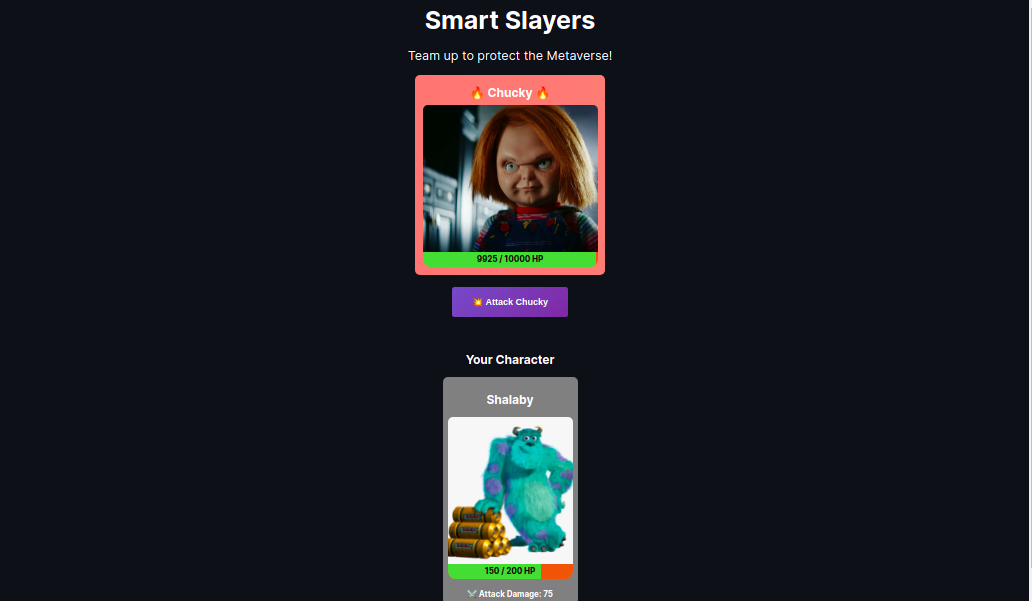 Smart Slayers
Team up to protect the Metaverse!
🔥 Chucky 🔥
9925 / 10000 HP
💥 Attack Chucky
Your Character
Shalaby
150 / 200 HP
⚔️ Attack Damage: 75